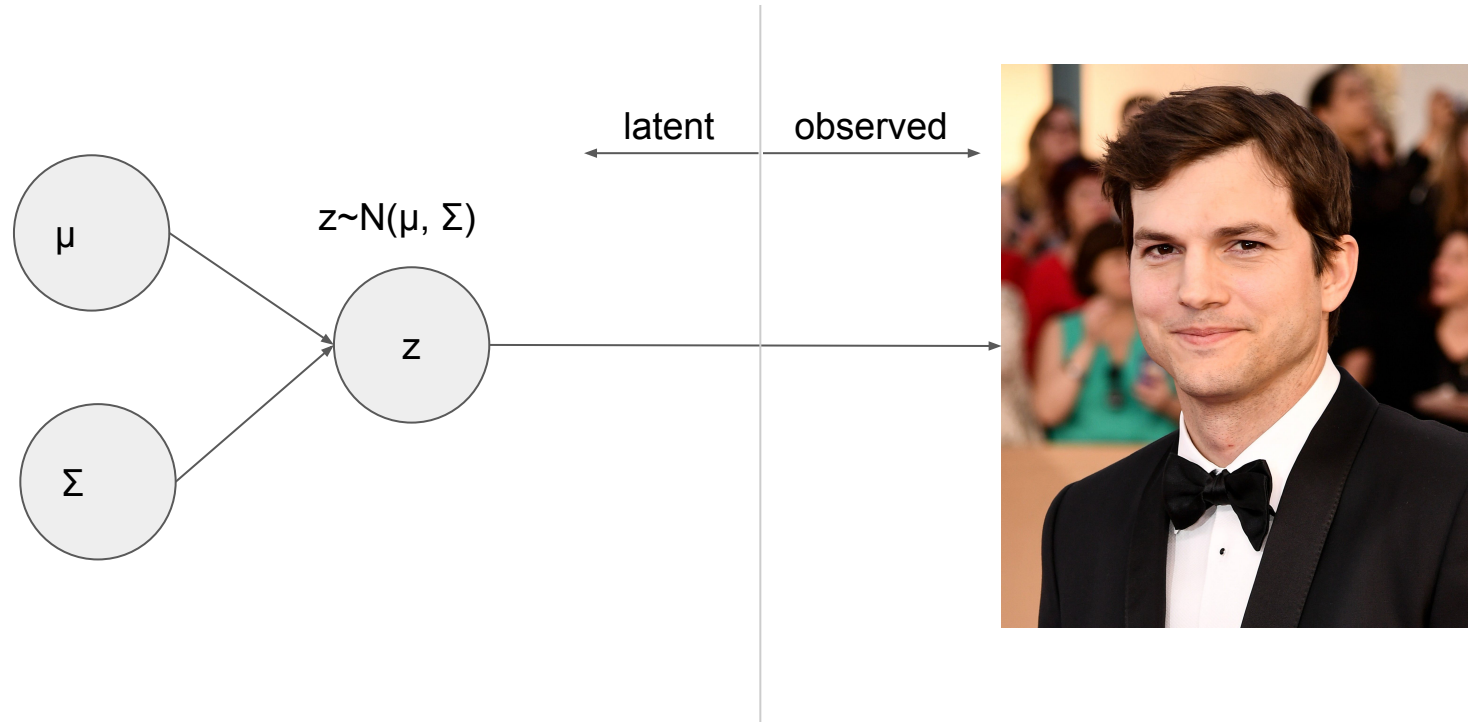 latent
observed
μ
z~N(μ, Σ)
z
Σ